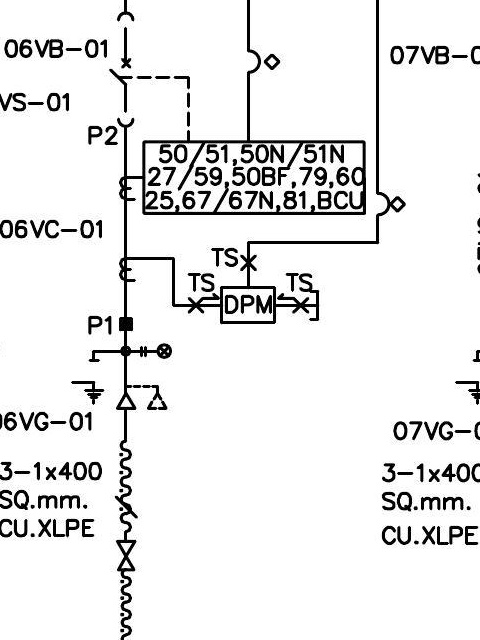 06VB-01
07VB-0
VS-01
P2
50/51,50N/51N
27/59,50BF,79,60
25,67/67N,81,BCU
06VC-01
TS
TS
TS
DPM
P1
06VG-01
07VG-0
3-1x400
SQ.mm.
CU.XLPE
3-1x400
SQ.mm.
CU.XLPE